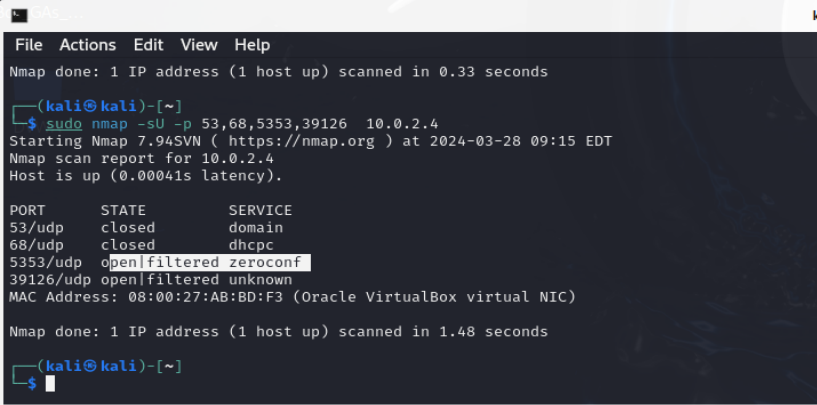 File Actions Edit View Help
Nmap done: 1 IP address (1 host up) scanned in 0.33 seconds
┌──(kali㉿kali)-[~]
└─$ sudo nmap -sU -p 53,68,5353,39126  10.0.2.4
Starting Nmap 7.94SVN ( https://nmap.org ) at 2024-03-28 09:15 EDT
Nmap scan report for 10.0.2.4
Host is up (0.00041s latency).
PORT      STATE         SERVICE
53/udp    closed        domain
68/udp    closed        dhcpc
5353/udp  open|filtered zeroconf
39126/udp open|filtered unknown
MAC Address: 08:00:27:AB:BD:F3 (Oracle VirtualBox virtual NIC)
Nmap done: 1 IP address (1 host up) scanned in 1.48 seconds
┌──(kali㉿kali)-[~]
└─$